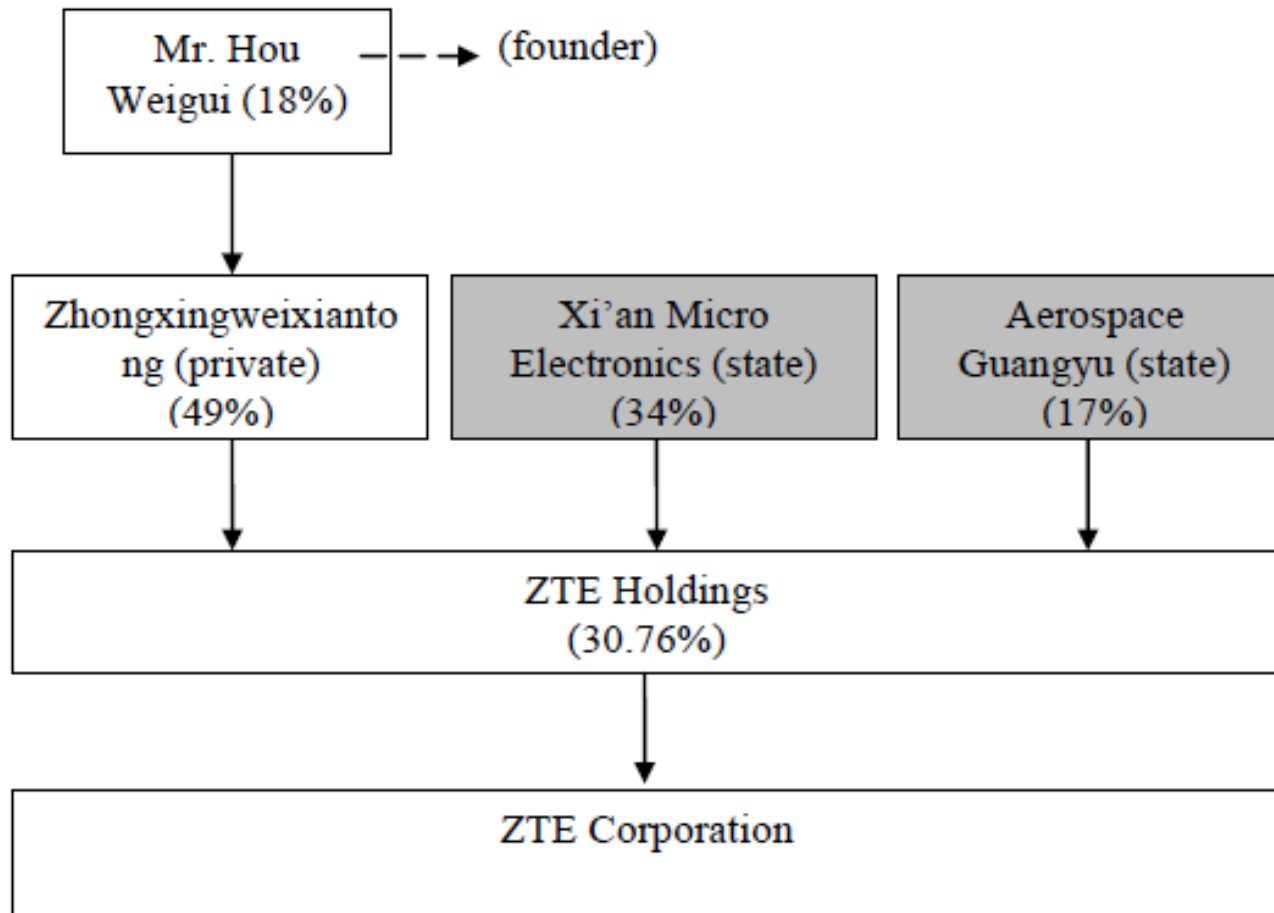 Mr. Hou
Weigui (18%)
(founder)
Zhongxingweixianto
ng (private)
(49%)
Xi’an Micro
Electronics (state)
(34%)
Aerospace
Guangyu (state)
(17%)
ZTE Holdings
(30.76%)
ZTE Corporation